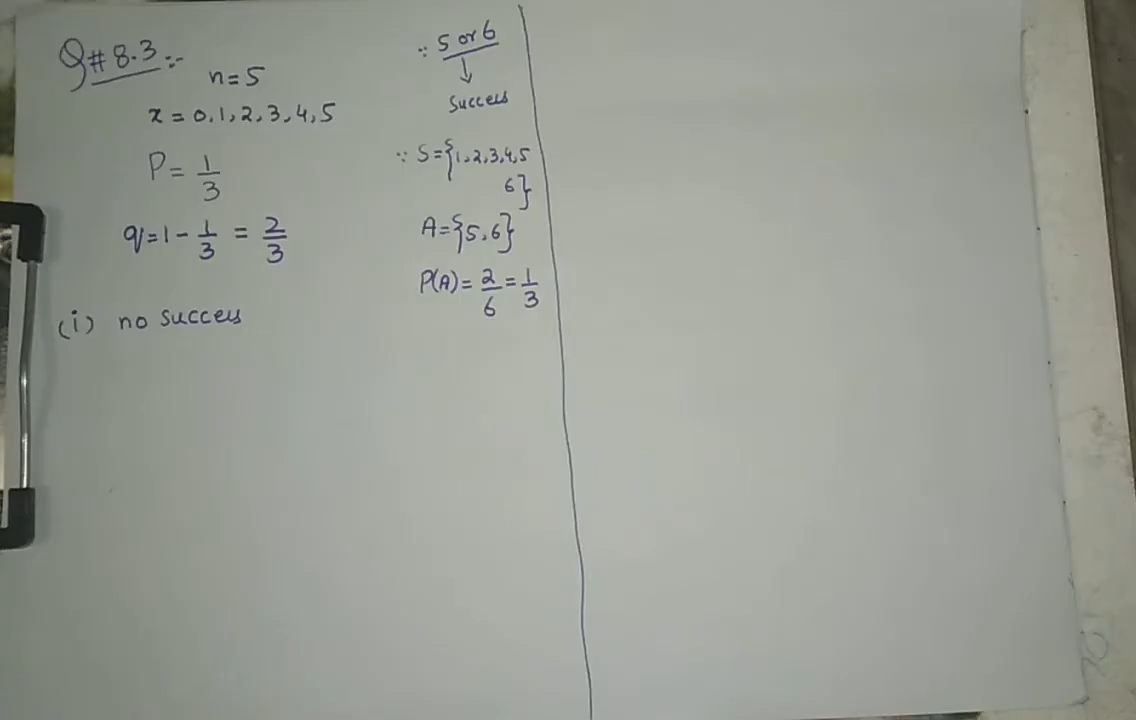 Q#8.3:-
n=5
x = 0,1,2,3,4,5
P = 1/3
q=1-1/3 = 2/3
(i) no success
∵ 5 or 6
↓
Success
∵ S={1,2,3,4,5
6}
A={5,6}
P(A)= 2/6 = 1/3